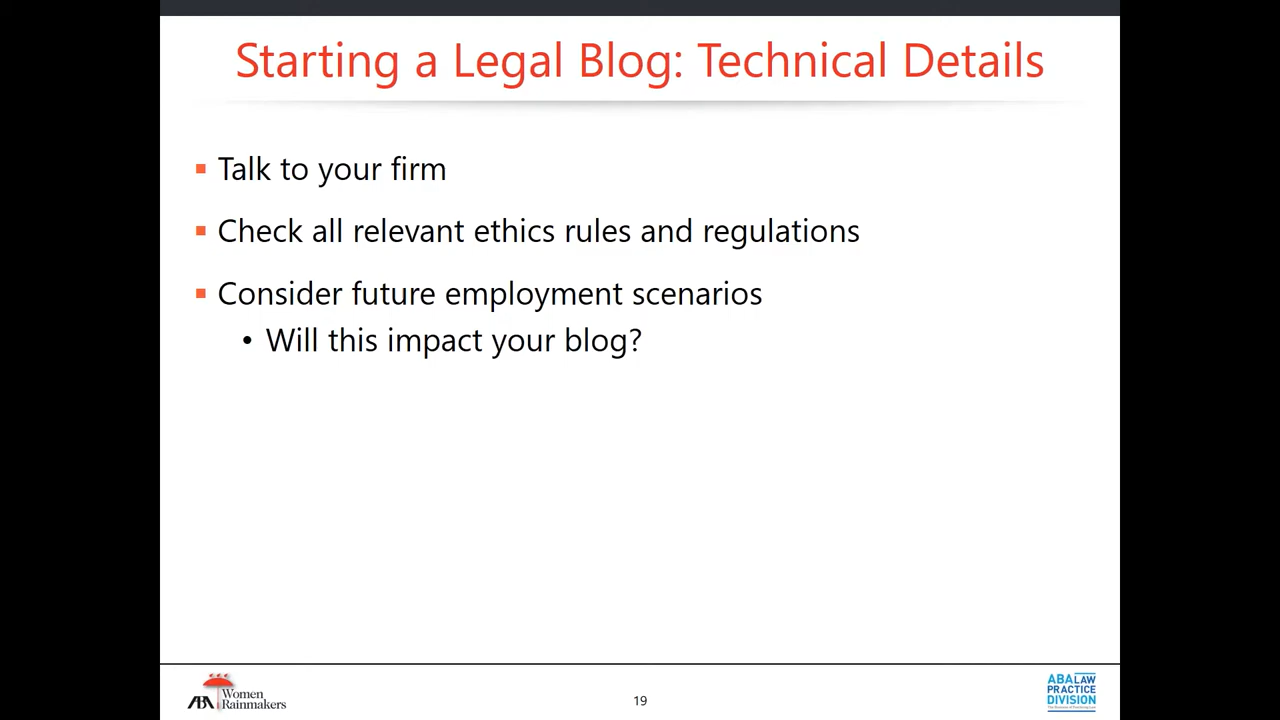 Starting a Legal Blog: Technical Details
▪ Talk to your firm
▪ Check all relevant ethics rules and regulations
▪ Consider future employment scenarios
• Will this impact your blog?
ABA Women Rainmakers
19
ABA LAW
PRACTICE
DIVISION